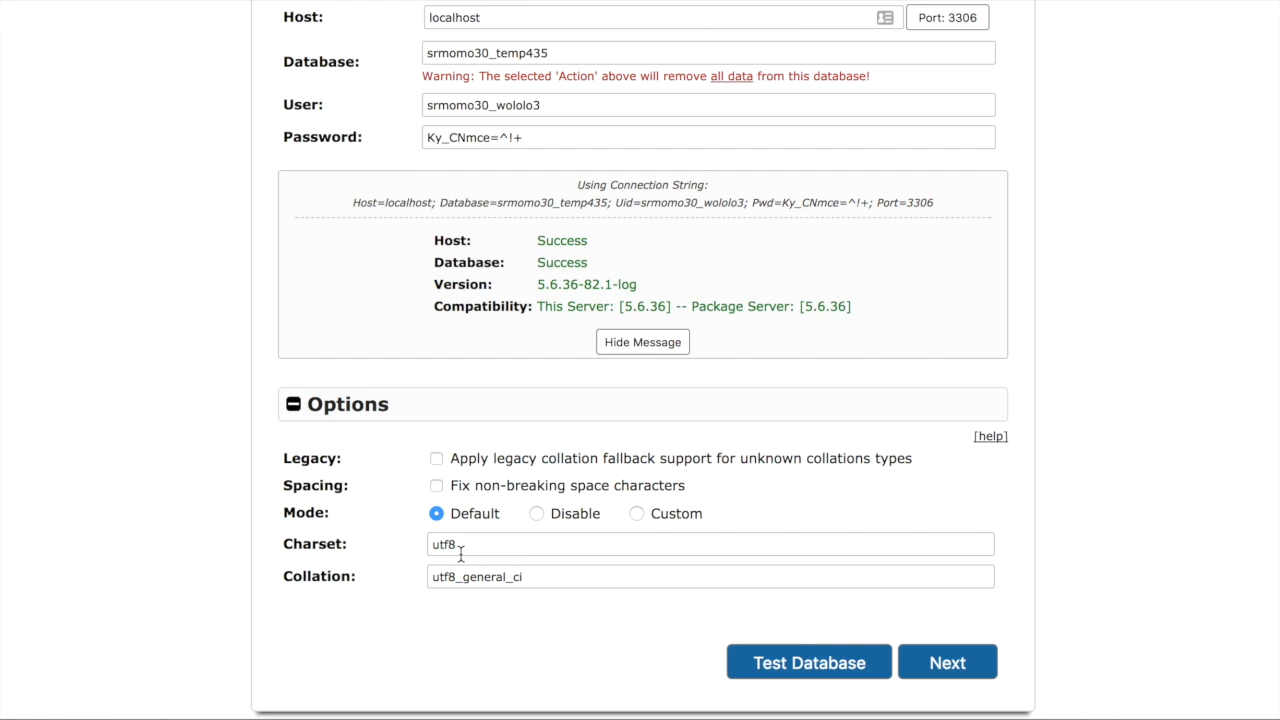 Host: localhost Port: 3306
Database: srmomo30_temp435
Warning: The selected 'Action' above will remove all data from this database!
User: srmomo30_wololo3
Password: Ky_CNmce=^!+
Using Connection String:
Host=localhost; Database=srmomo30_temp435; Uid=srmomo30_wololo3; Pwd=Ky_CNmce=^!+; Port=3306
Host: Success
Database: Success
Version: 5.6.36-82.1-log
Compatibility: This Server: [5.6.36] -- Package Server: [5.6.36]
Hide Message
Options
[help]
Legacy: Apply legacy collation fallback support for unknown collations types
Spacing: Fix non-breaking space characters
Mode: Default Disable Custom
Charset: utf8
Collation: utf8_general_ci
Test Database Next